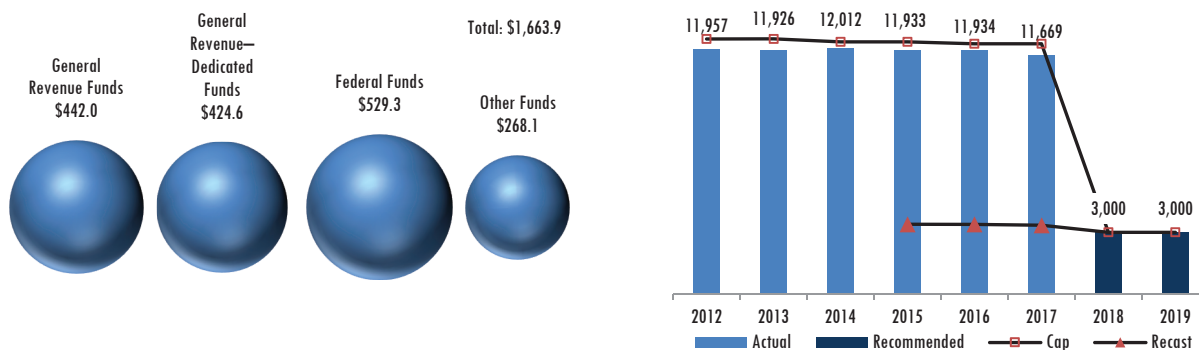 Total: $1,663.9
General
Revenue Funds
$442.0
General
Revenue—
Dedicated
Funds
$424.6
Federal Funds
$529.3
Other Funds
$268.1
11,957
11,926
12,012
11,933
11,934
11,669
3,000
3,000
2012
2013
2014
2015
2016
2017
2018
2019
Actual
Recommended
Cap
Recast